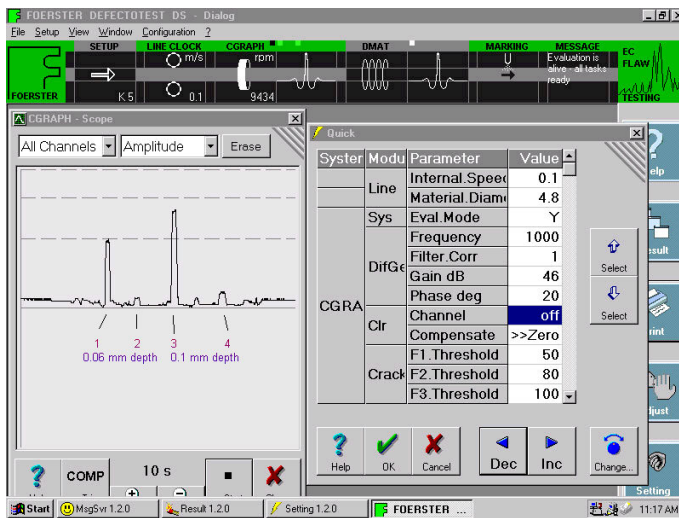 FOERSTER DEFECTOTEST DS - Dialog
File Setup View Window Configuration ?
SETUP LINE CLOCK CGRAPH DMAT MARKING MESSAGE
m/s rpm
Evaluation is
alive - all tasks
ready
EC
FLAW
TESTING
FOERSTER K5 0.1 9434
CGRAPH - Scope
All Channels Amplitude Erase
1 2 3 4
0.06 mm depth 0.1 mm depth
COMP 10 s
Quick
Syster Modu Parameter Value
Line Internal.Speed 0.1
Material.Diam 4.8
Sys Eval.Mode Y
CGRA DifGe Frequency 1000
Filter.Corr 1
Gain dB 46
Phase deg 20
Clr Channel off
Compensate >>Zero
Crack F1.Threshold 50
F2.Threshold 80
F3.Threshold 100
Select
Select
Help OK Cancel Dec Inc Change...
elp
sult
rint
djust
Setting
Start MsgSvr 1.2.0 Result 1.2.0 Setting 1.2.0 FOERSTER ... 11:17 AM